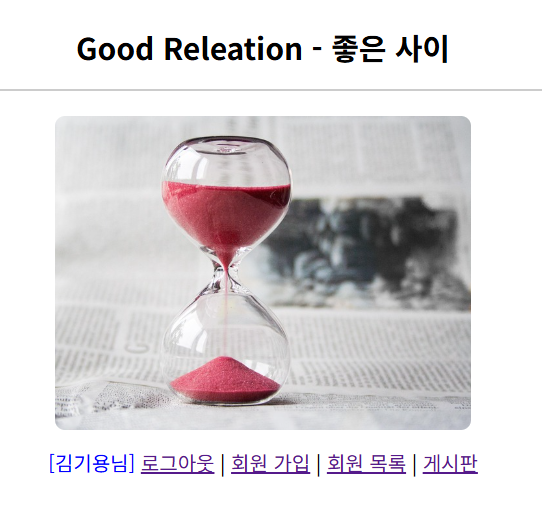 Good Releation - 좋은 사이
[김기용님] 로그아웃 | 회원 가입 | 회원 목록 | 게시판